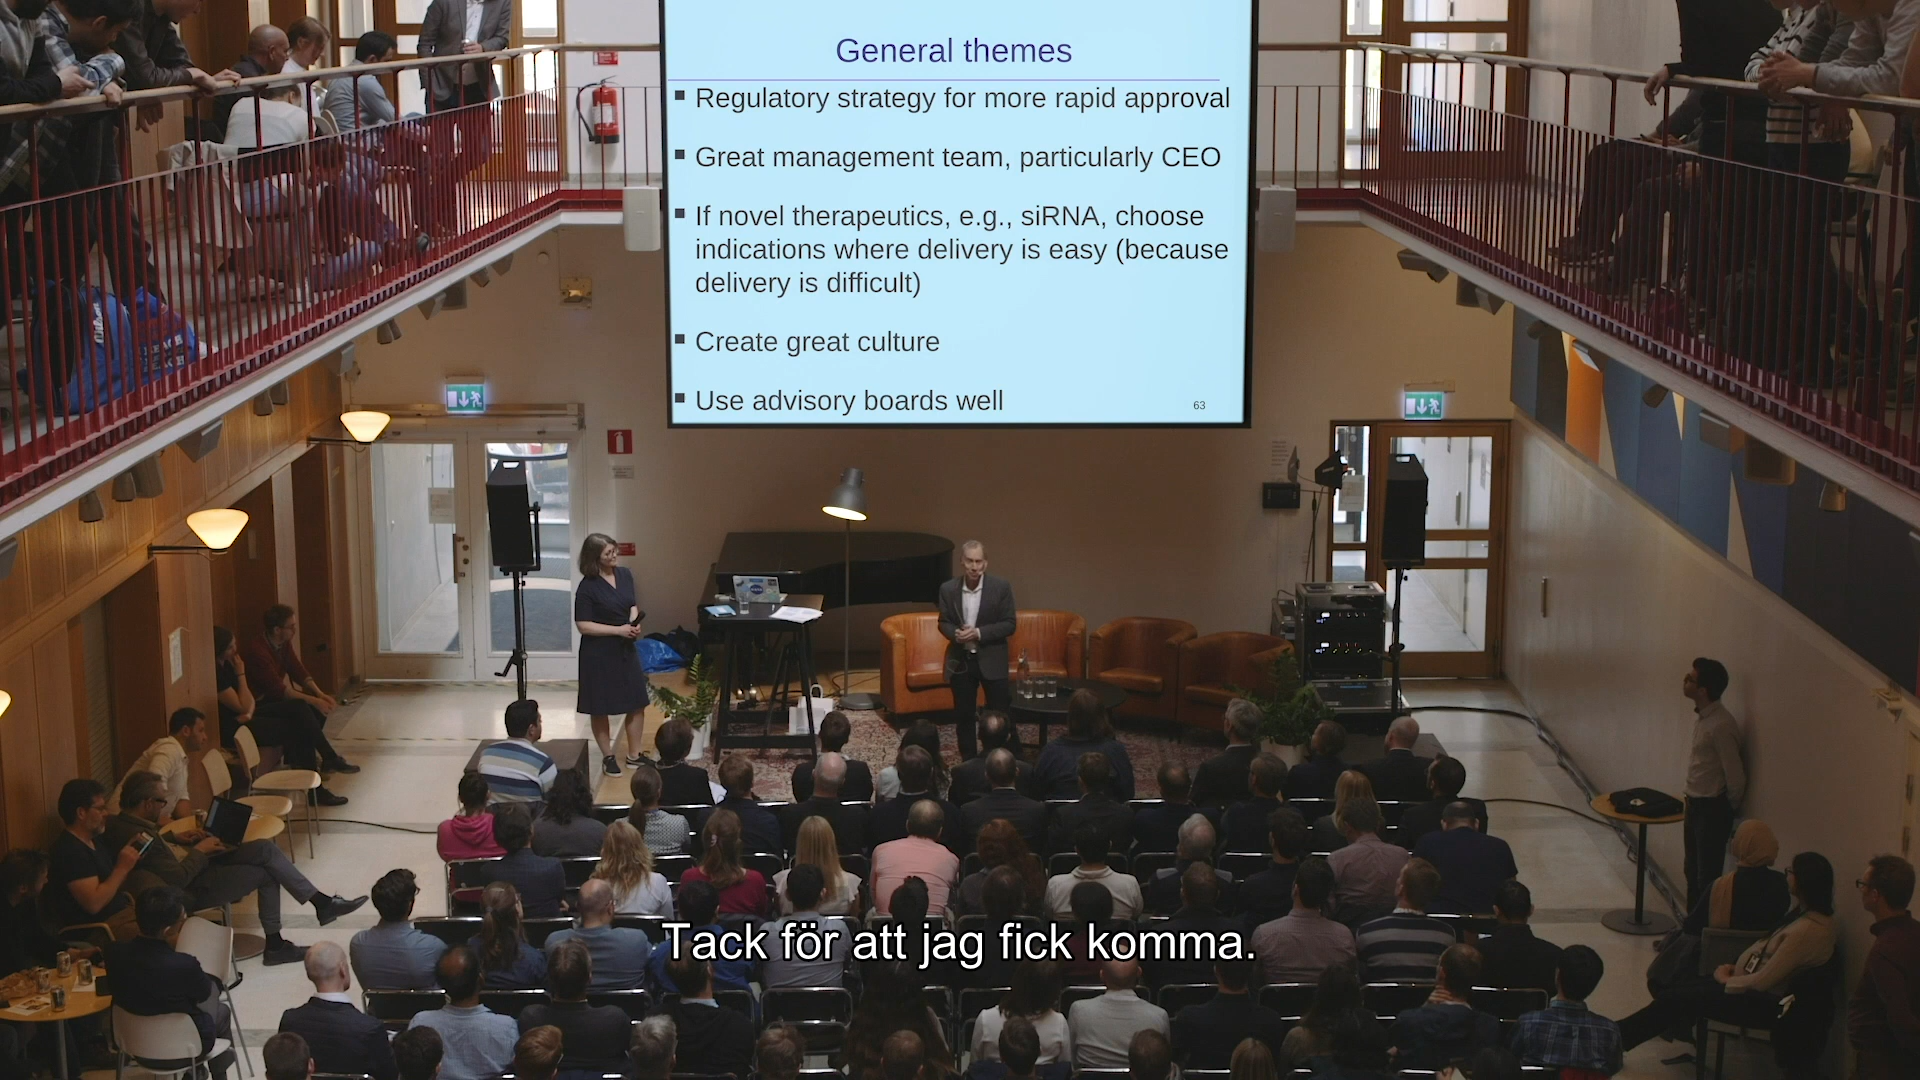 General themes
Regulatory strategy for more rapid approval
Great management team, particularly CEO
If novel therapeutics, e.g., siRNA, choose
indications where delivery is easy (because
delivery is difficult)
Create great culture
Use advisory boards well
63
Tack för att jag fick komma.